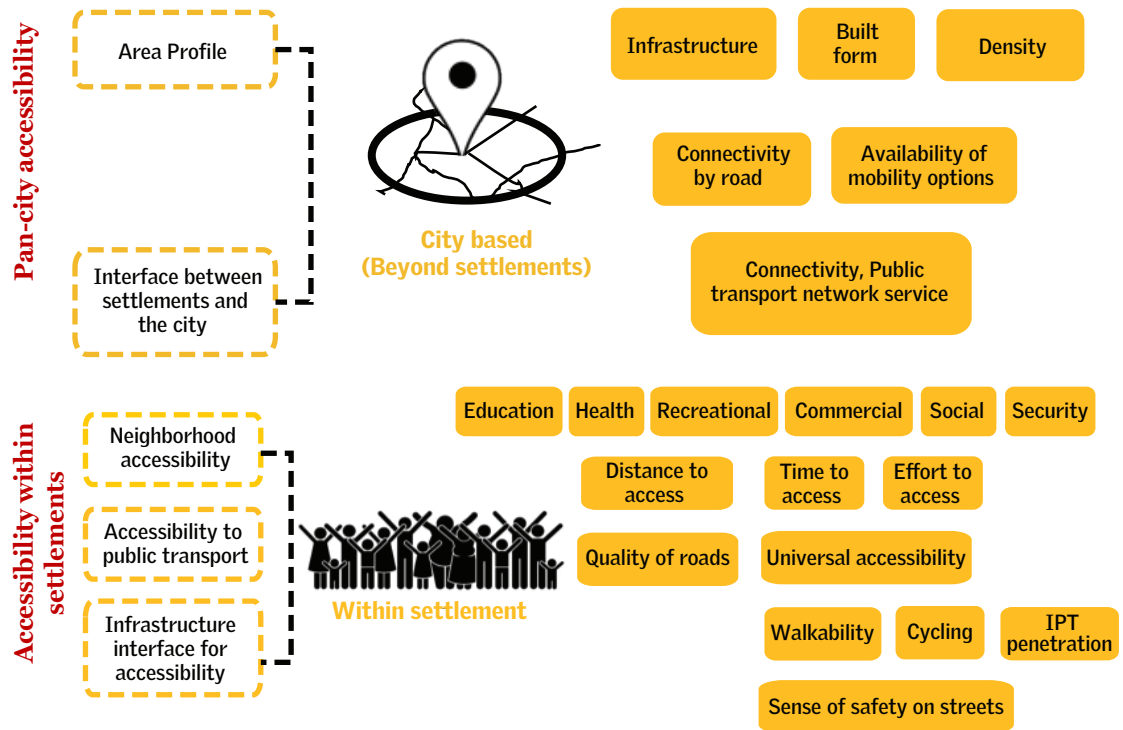 Pan-city accessibility
Area Profile
Interface between
settlements and
the city
City based
(Beyond settlements)
Infrastructure
Built
form
Density
Connectivity
by road
Availability of
mobility options
Connectivity, Public
transport network service
Accessibility within
settlements
Neighborhood
accessibility
Accessibility to
public transport
Infrastructure
interface for
accessibility
Within settlement
Education
Health
Recreational
Commercial
Social
Security
Distance to
access
Time to
access
Effort to
access
Quality of roads
Universal accessibility
Walkability
Cycling
IPT
penetration
Sense of safety on streets